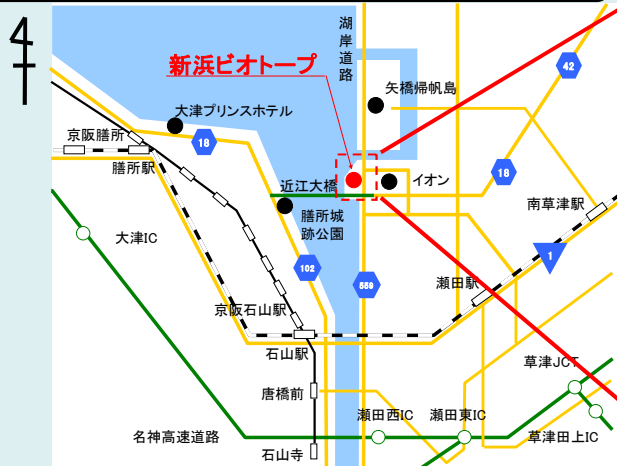 湖岸道路
新浜ビオトープ
42
矢橋帰帆島
大津プリンスホテル
京阪膳所
18
膳所駅
近江大橋
イオン
18
南草津駅
膳所城
跡公園
大津IC
1
102
559
瀬田駅
京阪石山駅
石山駅
草津JCT
唐橋前
瀬田西IC
瀬田東IC
名神高速道路
草津田上IC
石山寺